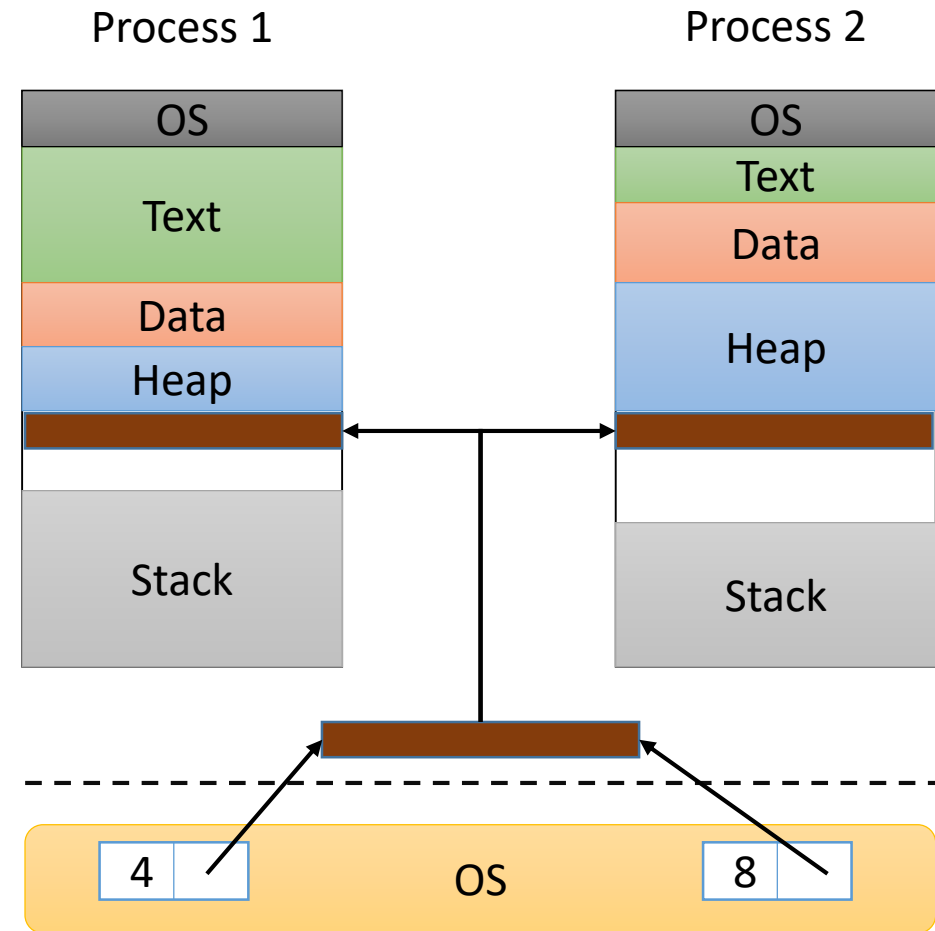 Process 1
Process 2
OS
Text
Data
Heap
Stack
OS
Text
Data
Heap
Stack
4
OS
8